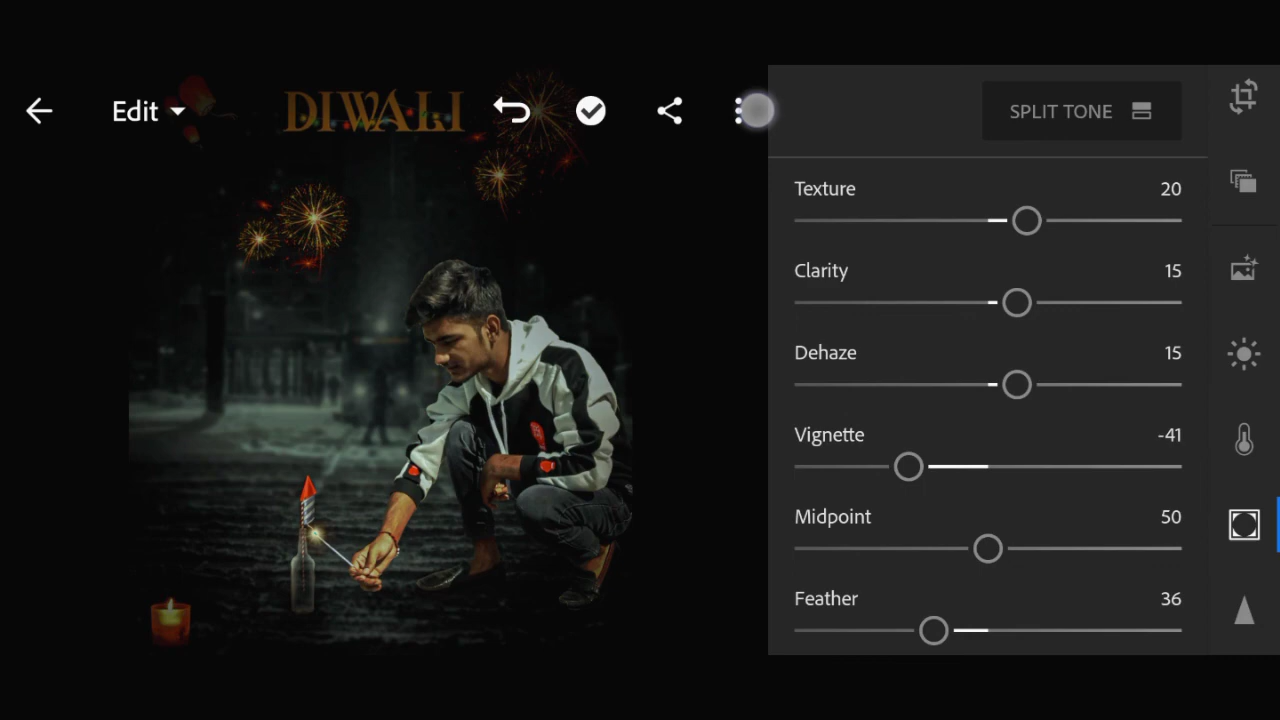 Edit
DIWALI
SPLIT TONE
Texture 20
Clarity 15
Dehaze 15
Vignette -41
Midpoint 50
Feather 36